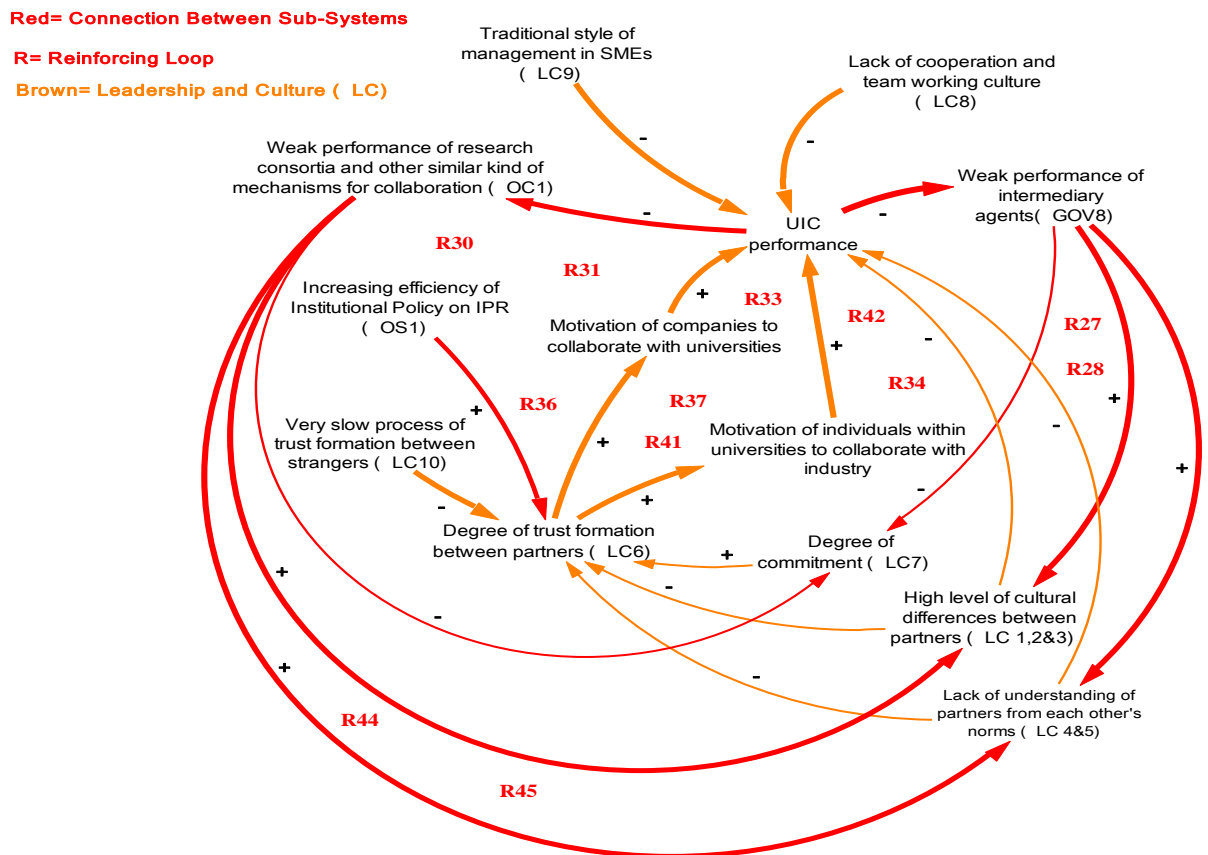 Red= Connection Between Sub-Systems
R= Reinforcing Loop
Brown= Leadership and Culture ( LC)
Traditional style of
management in SMEs
( LC9)
Lack of cooperation and
team working culture
( LC8)
-
-
Weak performance of
research consortia and other similar kind of
mechanisms for collaboration ( OC1)
Weak performance of
intermediary
agents( GOV8)
-
-
UIC
performance
R30
R31
Increasing efficiency of
Institutional Policy on IPR
( OS1)
+
R33
R42
R27
Motivation of companies to
collaborate with universities
+
-
R34
R28
+
+
R36
R37
-
Very slow process of
trust formation between
strangers ( LC10)
+
R41
Motivation of individuals within
universities to collaborate with
industry
+
-
+
-
Degree of trust formation
between partners ( LC6)
+
Degree of
commitment ( LC7)
+
-
High level of cultural
differences between
partners ( LC 1,2&3)
-
+
-
Lack of understanding of
partners from each other's
norms ( LC 4&5)
R44
R45